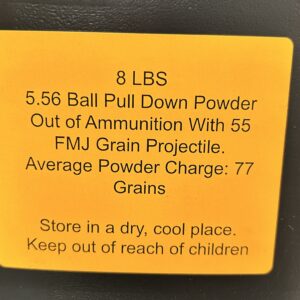 8 LBS
5.56 Ball Pull Down Powder
Out of Ammunition With 55
FMJ Grain Projectile.
Average Powder Charge: 77
Grains
Store in a dry, cool place.
Keep out of reach of children